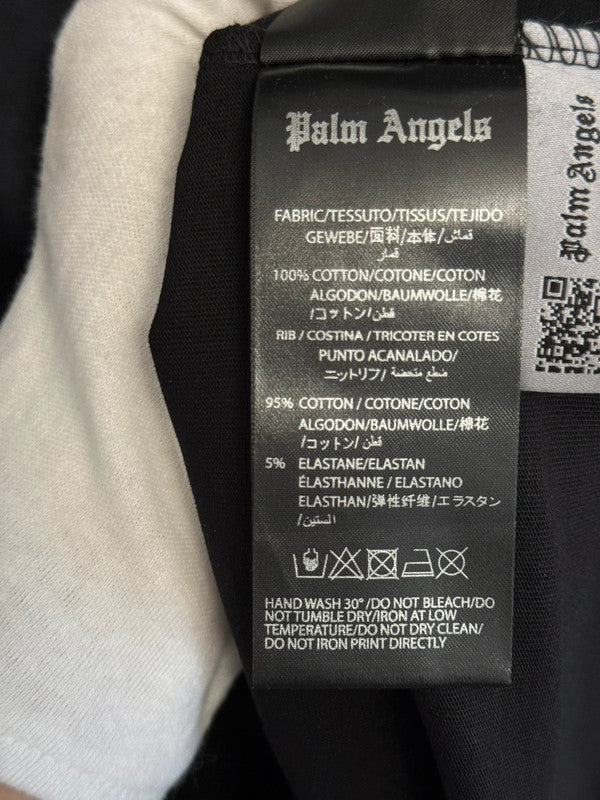 Palm Angels
FABRIC/TESSUTO/TISSUS/TEJIDO
GEWEBE/面料/本体/قماش/
قمار
100% COTTON/COTONE/COTON
ALGODON/BAUMWOLLE/棉花
/コットン/قطن
RIB / COSTINA / TRICOTER EN COTES
PUNTO ACANALADO/
ニットリフ/ ضطع متهضة
95% COTTON / COTONE/COTON
ALGODON/BAUMWOLLE/棉花
/コットン/ قطن
5% ELASTANE/ELASTAN
ÉLASTHANNE / ELASTANO
ELASTHAN/弹性纤维/エラスタン
/الستين
HAND WASH 30°/DO NOT BLEACH/DO
NOT TUMBLE DRY/IRON AT LOW
TEMPERATURE/DO NOT DRY CLEAN/
DO NOT IRON PRINT DIRECTLY
Palm Angels